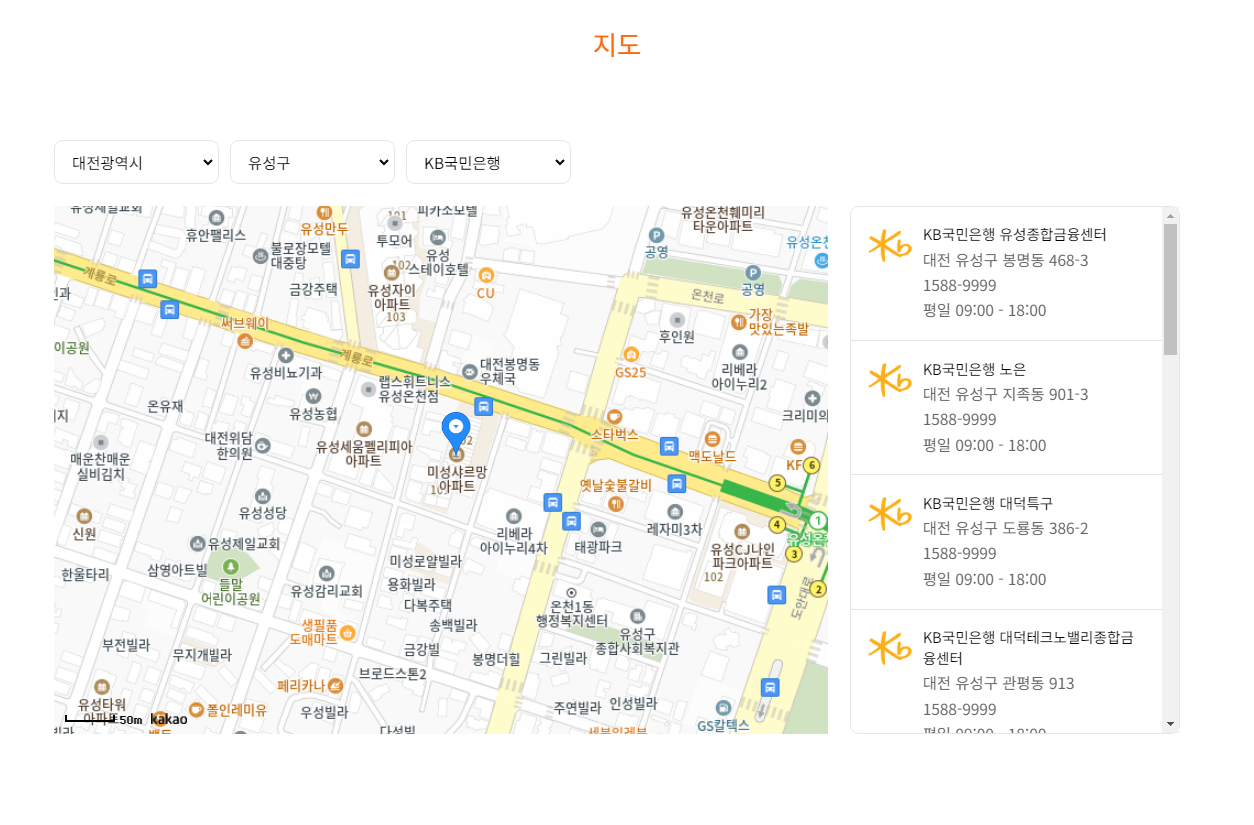 지도
대전광역시
유성구
KB국민은행
유성제일교회
휴안팰리스
유성만두
101
투모어
피카소모텔
유성
스테이호텔
불로장모텔
대중탕
102
유성자이
아파트
103
금강주택
CU
유성온천훼미리
타운아파트
공영
공영
계룡로
온천로
가장
맛있는족발
후인원
리베라
아이누리2
써브웨이
유성비뇨기과
계룡로
대전봉명동
우체국
랩스휘트니스
유성온천점
GS25
온유재
유성농협
대전위담
한의원
유성세움펠리피아
아파트
매운찬매운
실비김치
미성샤르망
아파트
스타벅스
맥도날드
옛날숯불갈비
유성성당
신원
유성제일교회
리베라
아이누리4차
태광파크
레자미3차
유성CJ나인
파크아파트
102
6
5
4
3
2
1
한울타리
삼영아트빌
들말
어린이공원
유성감리교회
미성로얄빌라
용화빌라
다복주택
송백빌라
온천1동
행정복지센터
유성구
종합사회복지관
도안대로
생필품
도매마트
부전빌라
무지개빌라
금강빌
봉명더힐
그린빌라
브로드스톤2
페리카나
유성타워
아파트
폴인레미유
우성빌라
주연빌라
인성빌라
GS칼텍스
50m
kakao
KB국민은행 유성종합금융센터
대전 유성구 봉명동 468-3
1588-9999
평일 09:00 - 18:00
KB국민은행 노은
대전 유성구 지족동 901-3
1588-9999
평일 09:00 - 18:00
KB국민은행 대덕특구
대전 유성구 도룡동 386-2
1588-9999
평일 09:00 - 18:00
KB국민은행 대덕테크노밸리종합금
융센터
대전 유성구 관평동 913
1588-9999
평일 09:00 - 18:00